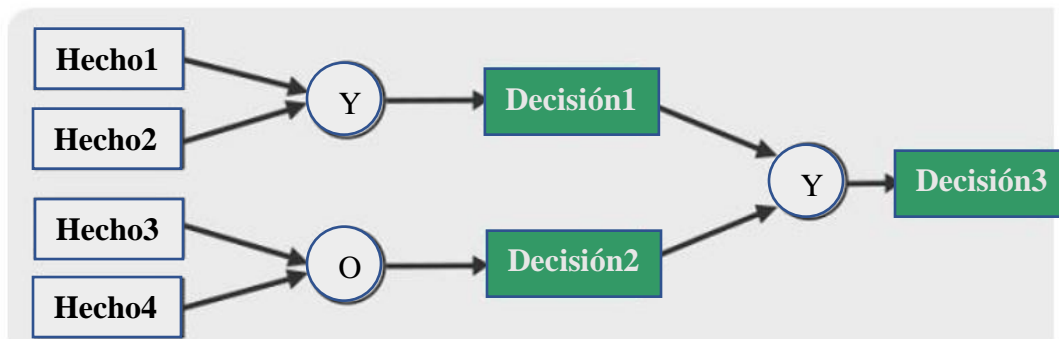 Hecho1
Hecho2
Y
Decisión1
Hecho3
Hecho4
O
Decisión2
Y
Decisión3